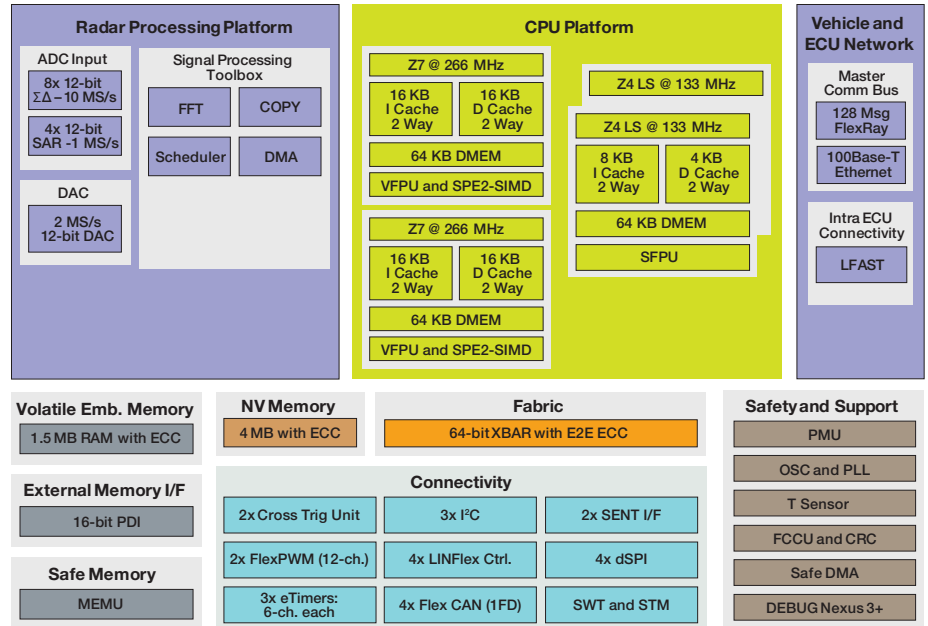 Radar Processing Platform
ADC Input
8x 12-bit
ΣΔ – 10 MS/s
4x 12-bit
SAR -1 MS/s
DAC
2 MS/s
12-bit DAC
Signal Processing
Toolbox
FFT
COPY
Scheduler
DMA
CPU Platform
Z7 @ 266 MHz
16 KB
I Cache
2 Way
16 KB
D Cache
2 Way
64 KB DMEM
VFPU and SPE2-SIMD
Z7 @ 266 MHz
16 KB
I Cache
2 Way
16 KB
D Cache
2 Way
64 KB DMEM
VFPU and SPE2-SIMD
Z4 LS @ 133 MHz
Z4 LS @ 133 MHz
8 KB
I Cache
2 Way
4 KB
D Cache
2 Way
64 KB DMEM
SFPU
Vehicle and
ECU Network
Master
Comm Bus
128 Msg
FlexRay
100Base-T
Ethernet
Intra ECU
Connectivity
LFAST
Volatile Emb. Memory
1.5 MB RAM with ECC
External Memory I/F
16-bit PDI
Safe Memory
MEMU
NV Memory
4 MB with ECC
Fabric
64-bit XBAR with E2E ECC
Connectivity
2x Cross Trig Unit
3x I²C
2x SENT I/F
2x FlexPWM (12-ch.)
4x LINFlex Ctrl.
4x dSPI
3x eTimers:
6-ch. each
4x Flex CAN (1FD)
SWT and STM
Safety and Support
PMU
OSC and PLL
T Sensor
FCCU and CRC
Safe DMA
DEBUG Nexus 3+